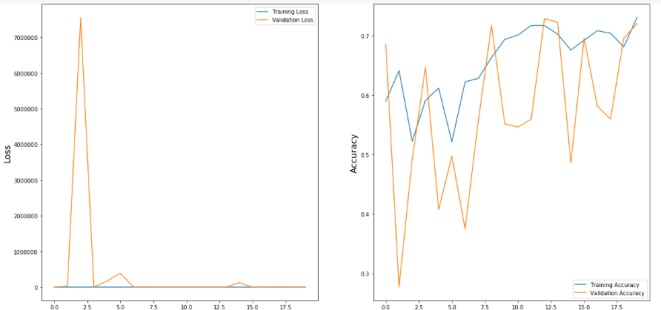 Training Loss
Validation Loss
7000000
6000000
5000000
4000000
3000000
2000000
1000000
0
Loss
0.0 2.5 5.0 7.5 10.0 12.5 15.0 17.5
0.7
0.6
0.5
0.4
0.3
Accuracy
Training Accuracy
Validation Accuracy
0.0 2.5 5.0 7.5 10.0 12.5 15.0 17.5